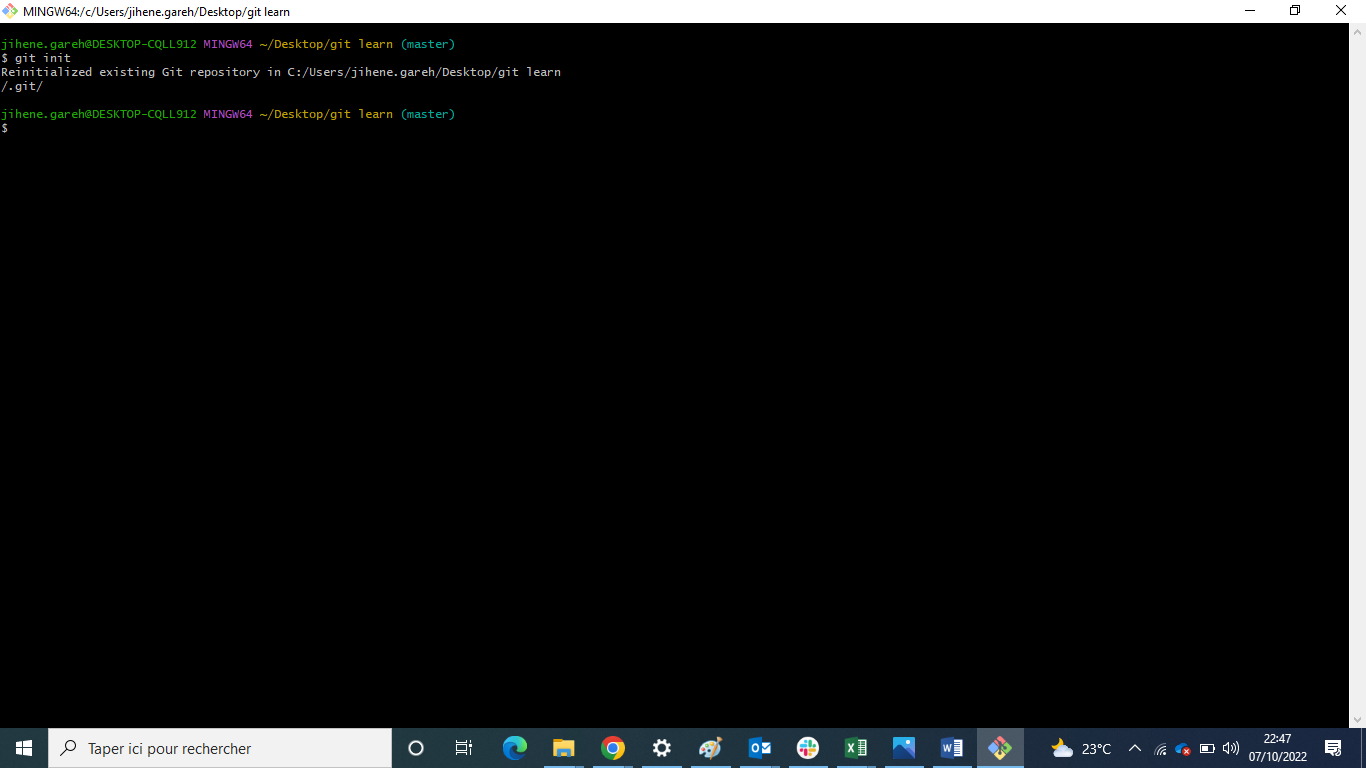 MINGW64:/c/Users/jihene.gareh/Desktop/git learn
jihene.gareh@DESKTOP-CQLL912 MINGW64 ~/Desktop/git learn (master)
$ git init
Reinitialized existing Git repository in C:/Users/jihene.gareh/Desktop/git learn
/.git/
jihene.gareh@DESKTOP-CQLL912 MINGW64 ~/Desktop/git learn (master)
$
Taper ici pour rechercher
23°C
22:47
07/10/2022